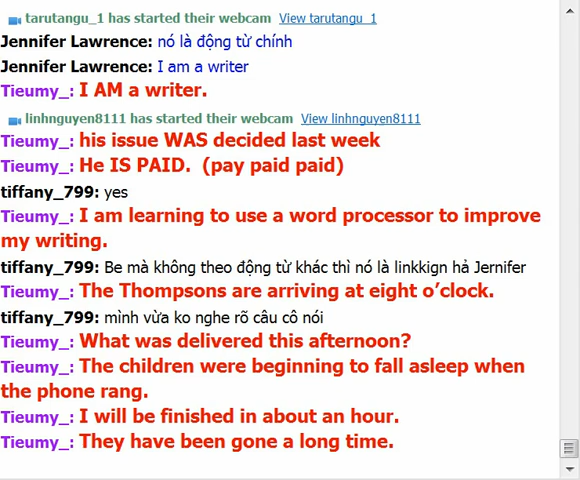 tarutangu_1 has started their webcam View tarutangu_1
Jennifer Lawrence: nó là động từ chính
Jennifer Lawrence: I am a writer
Tieumy_: I AM a writer.
linhnguyen8111 has started their webcam View linhnguyen8111
Tieumy_: his issue WAS decided last week
Tieumy_: He IS PAID. (pay paid paid)
tiffany_799: yes
Tieumy_: I am learning to use a word processor to improve
my writing.
tiffany_799: Be mà không theo động từ khác thì nó là linkkign hả Jernifer
Tieumy_: The Thompsons are arriving at eight o’clock.
tiffany_799: mình vừa ko nghe rõ câu cô nói
Tieumy_: What was delivered this afternoon?
Tieumy_: The children were beginning to fall asleep when
the phone rang.
Tieumy_: I will be finished in about an hour.
Tieumy_: They have been gone a long time.